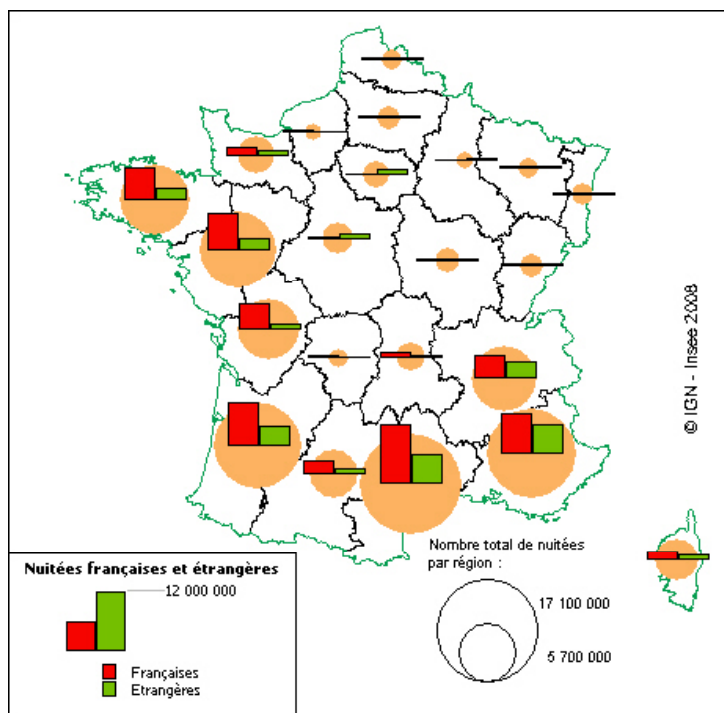 © IGN - Insee 2008
Nuitées françaises et étrangères
12 000 000
Françaises
Etrangères
Nombre total de nuitées
par région :
17 100 000
5 700 000